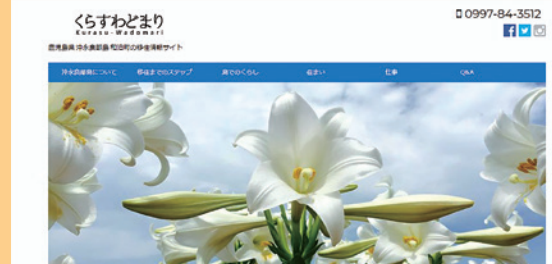 くらすわどまり
Kurasu-Wadomari
0997-84-3512
鹿児島県 沖永良部島 和泊町の移住情報サイト
沖永良部島について 移住までのステップ 島でのくらし 住まい 仕事 Q&A